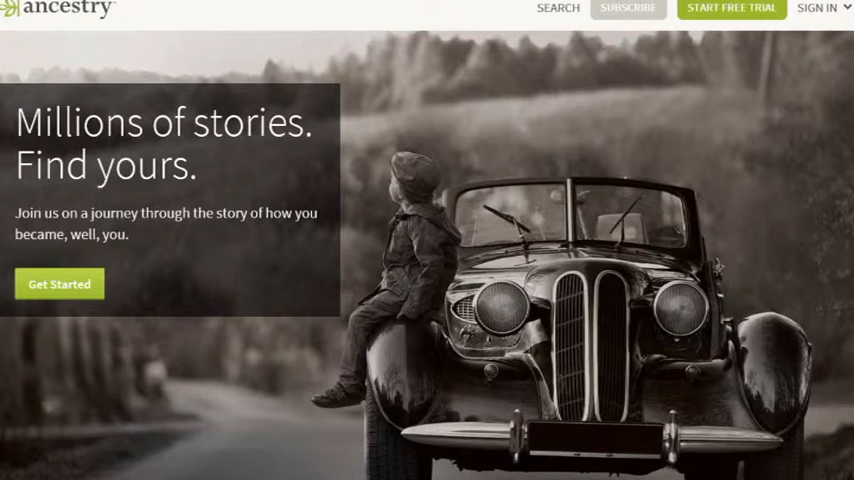 ancestry
SEARCH
SUBSCRIBE
START FREE TRIAL
SIGN IN
Millions of stories.
Find yours.
Join us on a journey through the story of how you
became, well, you.
Get Started